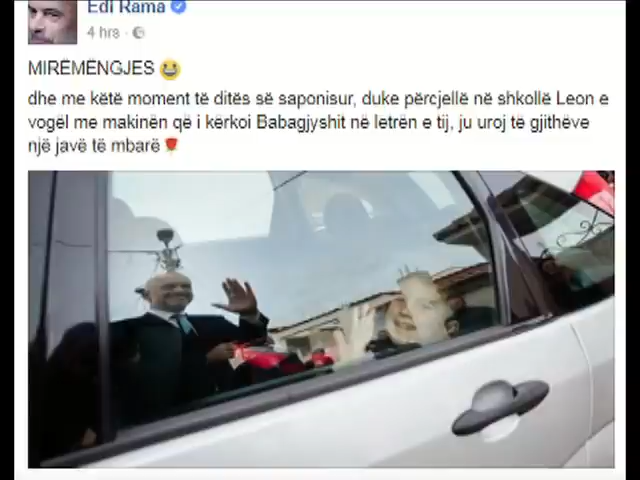 Edi Rama
4 hrs
MIRËMËNGJES
dhe me këtë moment të ditës së saponisur, duke përcjellë në shkollë Leon e
vogël me makinën që i kërkoi Babagjyshit në letrën e tij, ju uroj të gjithëve
një javë të mbarë